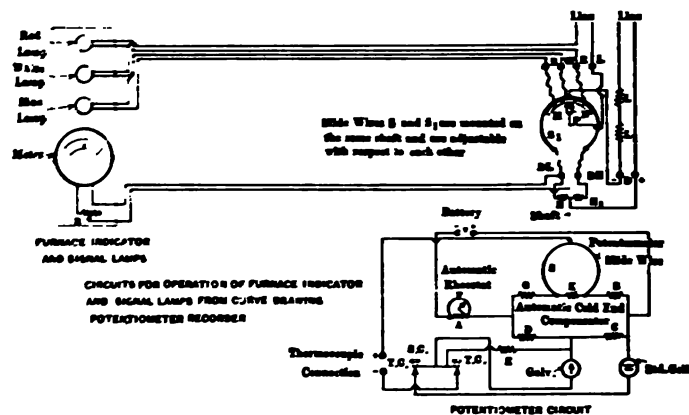 Line Line
Red
Lamp
White
Lamp
Blue
Lamp
Meter
R
L
S₁
Slide Wires S and S₁ are mounted on
the same shaft and are adjustable
with respect to each other
Shaft
FURNACE INDICATOR
AND SIGNAL LAMPS
CIRCUITS FOR OPERATION OF FURNACE INDICATOR
AND SIGNAL LAMPS FROM CURVE DRAWING
POTENTIOMETER RECORDER
Battery
Potentiometer
Slide Wire
S
Automatic
Rheostat
A
G
Automatic Cold End
Compensator
D
C
Thermocouple
Connection
T.C.
S.C.
T.C.
Galv.
Std. Cell
POTENTIOMETER CIRCUIT